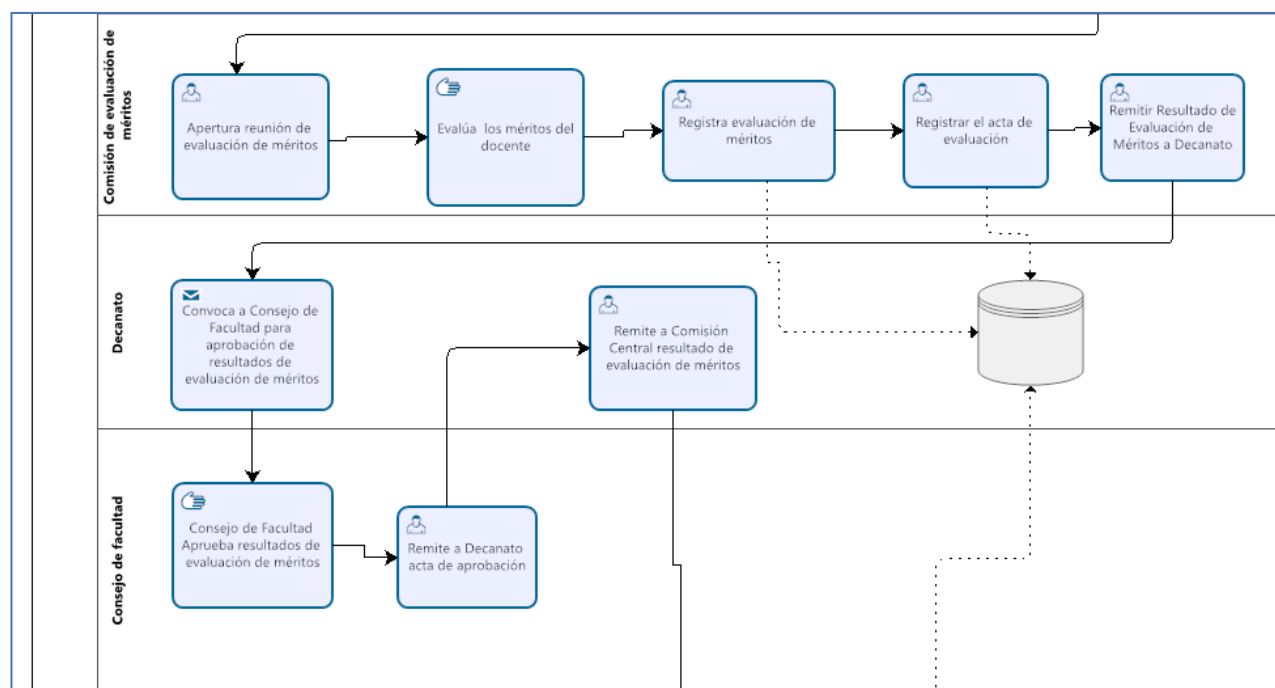 Comisión de evaluación de
méritos
Apertura reunión de
evaluación de méritos
Evalúa los méritos del
docente
Registra evaluación de
méritos
Registrar el acta de
evaluación
Remitir Resultado de
Evaluación de
Méritos a Decanato
Decanato
Convoca a Consejo de
Facultad para
aprobación de
resultados de
evaluación de méritos
Remite a Comisión
Central resultado de
evaluación de méritos
Consejo de facultad
Consejo de Facultad
Aprueba resultados de
evaluación de méritos
Remite a Decanato
acta de aprobación